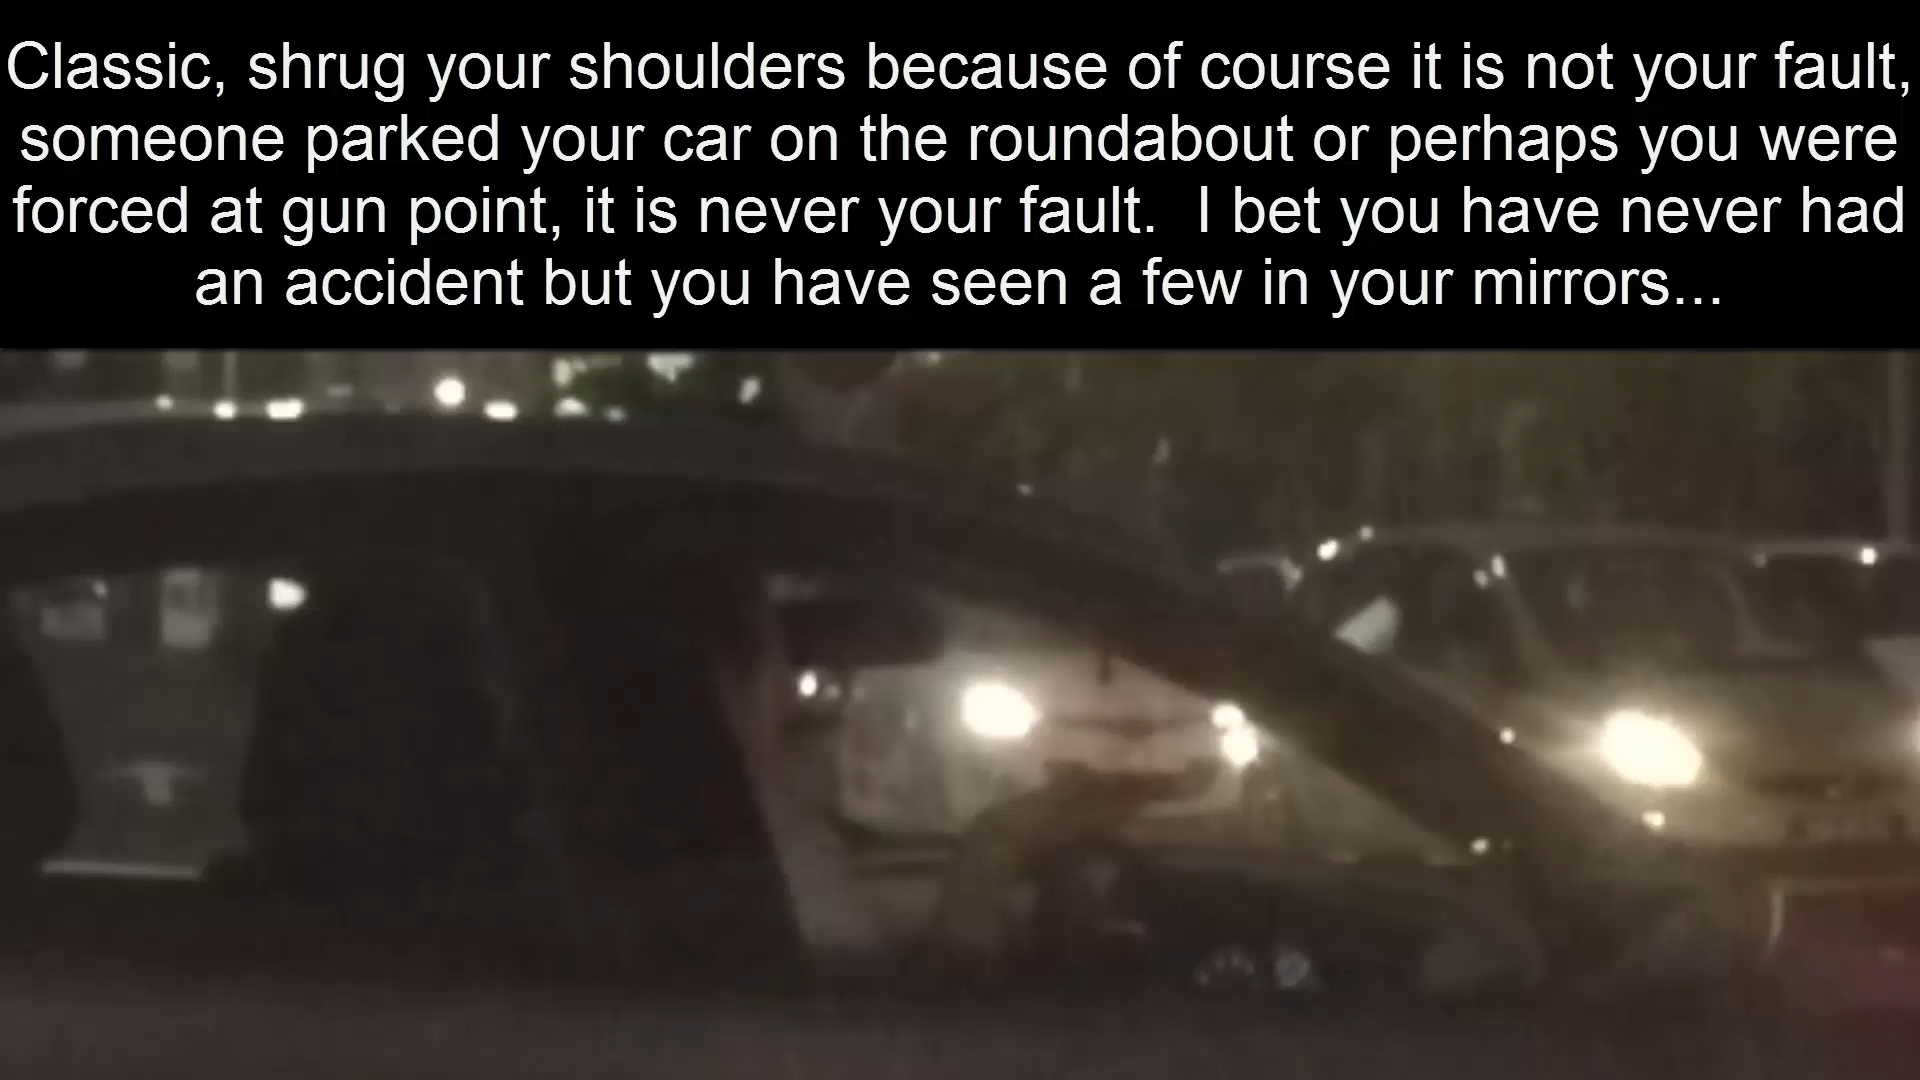 Classic, shrug your shoulders because of course it is not your fault,
someone parked your car on the roundabout or perhaps you were
forced at gun point, it is never your fault.  I bet you have never had
an accident but you have seen a few in your mirrors...